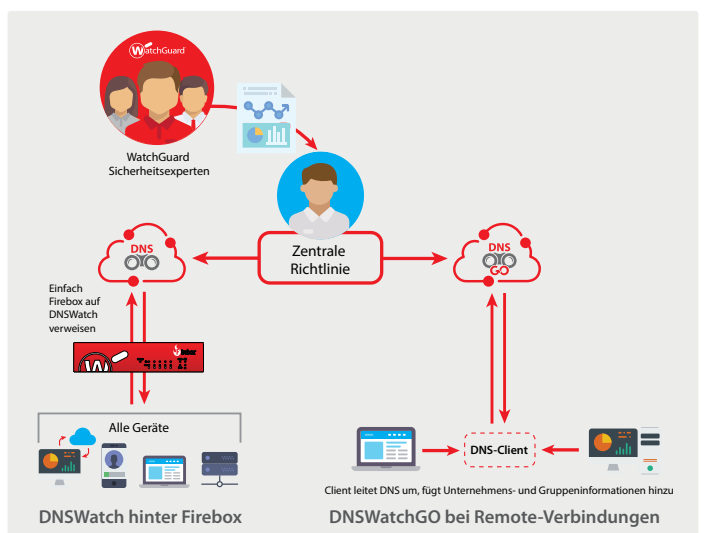 WatchGuard
WatchGuard
Sicherheitsexperten
Zentrale
Richtlinie
DNS
DNS
GO
Einfach
Firebox auf
DNSWatch
verweisen
W
Alle Geräte
DNS-Client
Client leitet DNS um, fügt Unternehmens- und Gruppeninformationen hinzu
DNSWatch hinter Firebox
DNSWatchGO bei Remote-Verbindungen